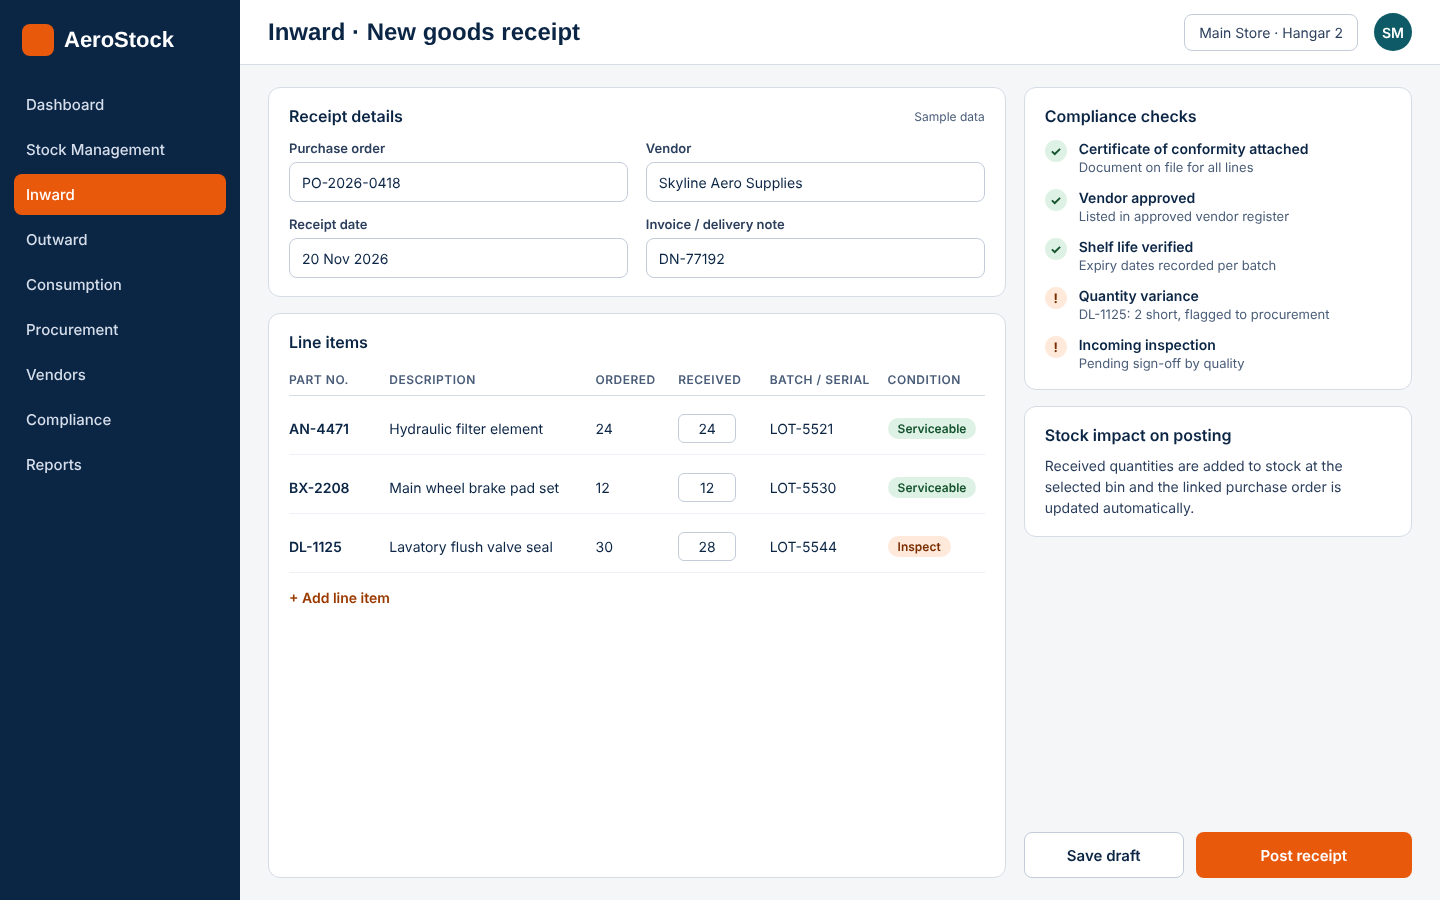 AeroStock
Dashboard
Stock Management
Inward
Outward
Consumption
Procurement
Vendors
Compliance
Reports
Inward · New goods receipt
Main Store · Hangar 2
SM
Receipt details
Sample data
Purchase order
Vendor
PO-2026-0418
Skyline Aero Supplies
Receipt date
Invoice / delivery note
20 Nov 2026
DN-77192
Line items
PART NO. DESCRIPTION ORDERED RECEIVED BATCH / SERIAL CONDITION
AN-4471 Hydraulic filter element 24 24 LOT-5521 Serviceable
BX-2208 Main wheel brake pad set 12 12 LOT-5530 Serviceable
DL-1125 Lavatory flush valve seal 30 28 LOT-5544 Inspect
+ Add line item
Compliance checks
Certificate of conformity attached
Document on file for all lines
Vendor approved
Listed in approved vendor register
Shelf life verified
Expiry dates recorded per batch
! Quantity variance
DL-1125: 2 short, flagged to procurement
! Incoming inspection
Pending sign-off by quality
Stock impact on posting
Received quantities are added to stock at the
selected bin and the linked purchase order is
updated automatically.
Save draft
Post receipt